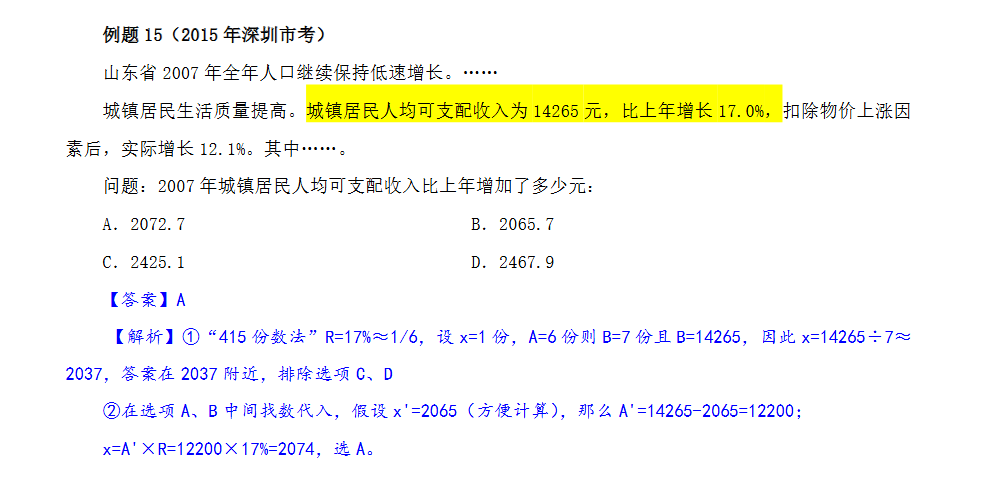 例题 15（2015 年深圳市考）
山东省 2007 年全年人口继续保持低速增长。……
城镇居民生活质量提高。城镇居民人均可支配收入为 14265 元，比上年增长 17.0%，扣除物价上涨因
素后，实际增长 12.1%。其中……。
问题：2007 年城镇居民人均可支配收入比上年增加了多少元：
A．2072.7 B．2065.7
C．2425.1 D．2467.9
【答案】A
【解析】①“415 份数法”R=17%≈1/6，设 x=1 份，A=6 份则 B=7 份且 B=14265，因此 x=14265÷7≈
2037，答案在 2037 附近，排除选项 C、D
②在选项 A、B 中间找数代入，假设 x'=2065（方便计算），那么 A'=14265-2065=12200；
x=A'×R=12200×17%=2074，选 A。